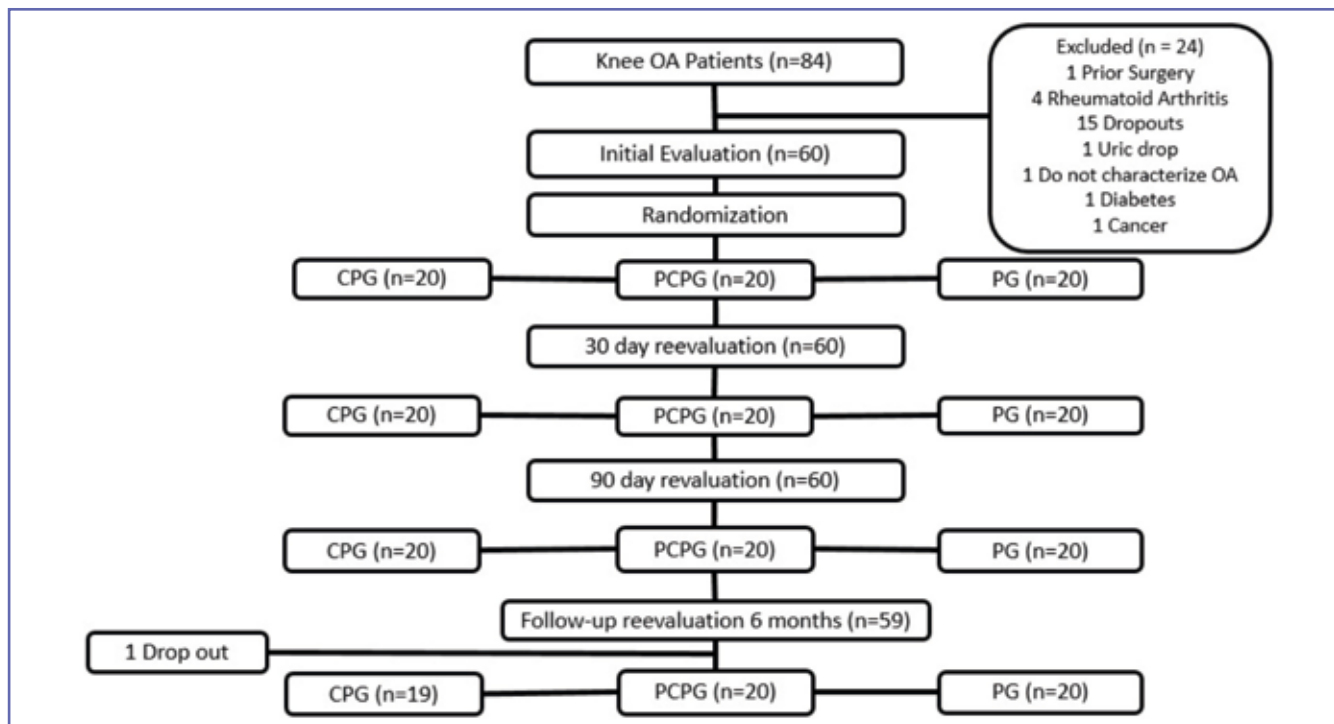 Knee OA Patients (n=84)
Excluded (n = 24)
1 Prior Surgery
4 Rheumatoid Arthritis
15 Dropouts
1 Uric drop
1 Do not characterize OA
1 Diabetes
1 Cancer
Initial Evaluation (n=60)
Randomization
CPG (n=20)
PCPG (n=20)
PG (n=20)
30 day reevaluation (n=60)
CPG (n=20)
PCPG (n=20)
PG (n=20)
90 day revaluation (n=60)
CPG (n=20)
PCPG (n=20)
PG (n=20)
Follow-up reevaluation 6 months (n=59)
1 Drop out
CPG (n=19)
PCPG (n=20)
PG (n=20)